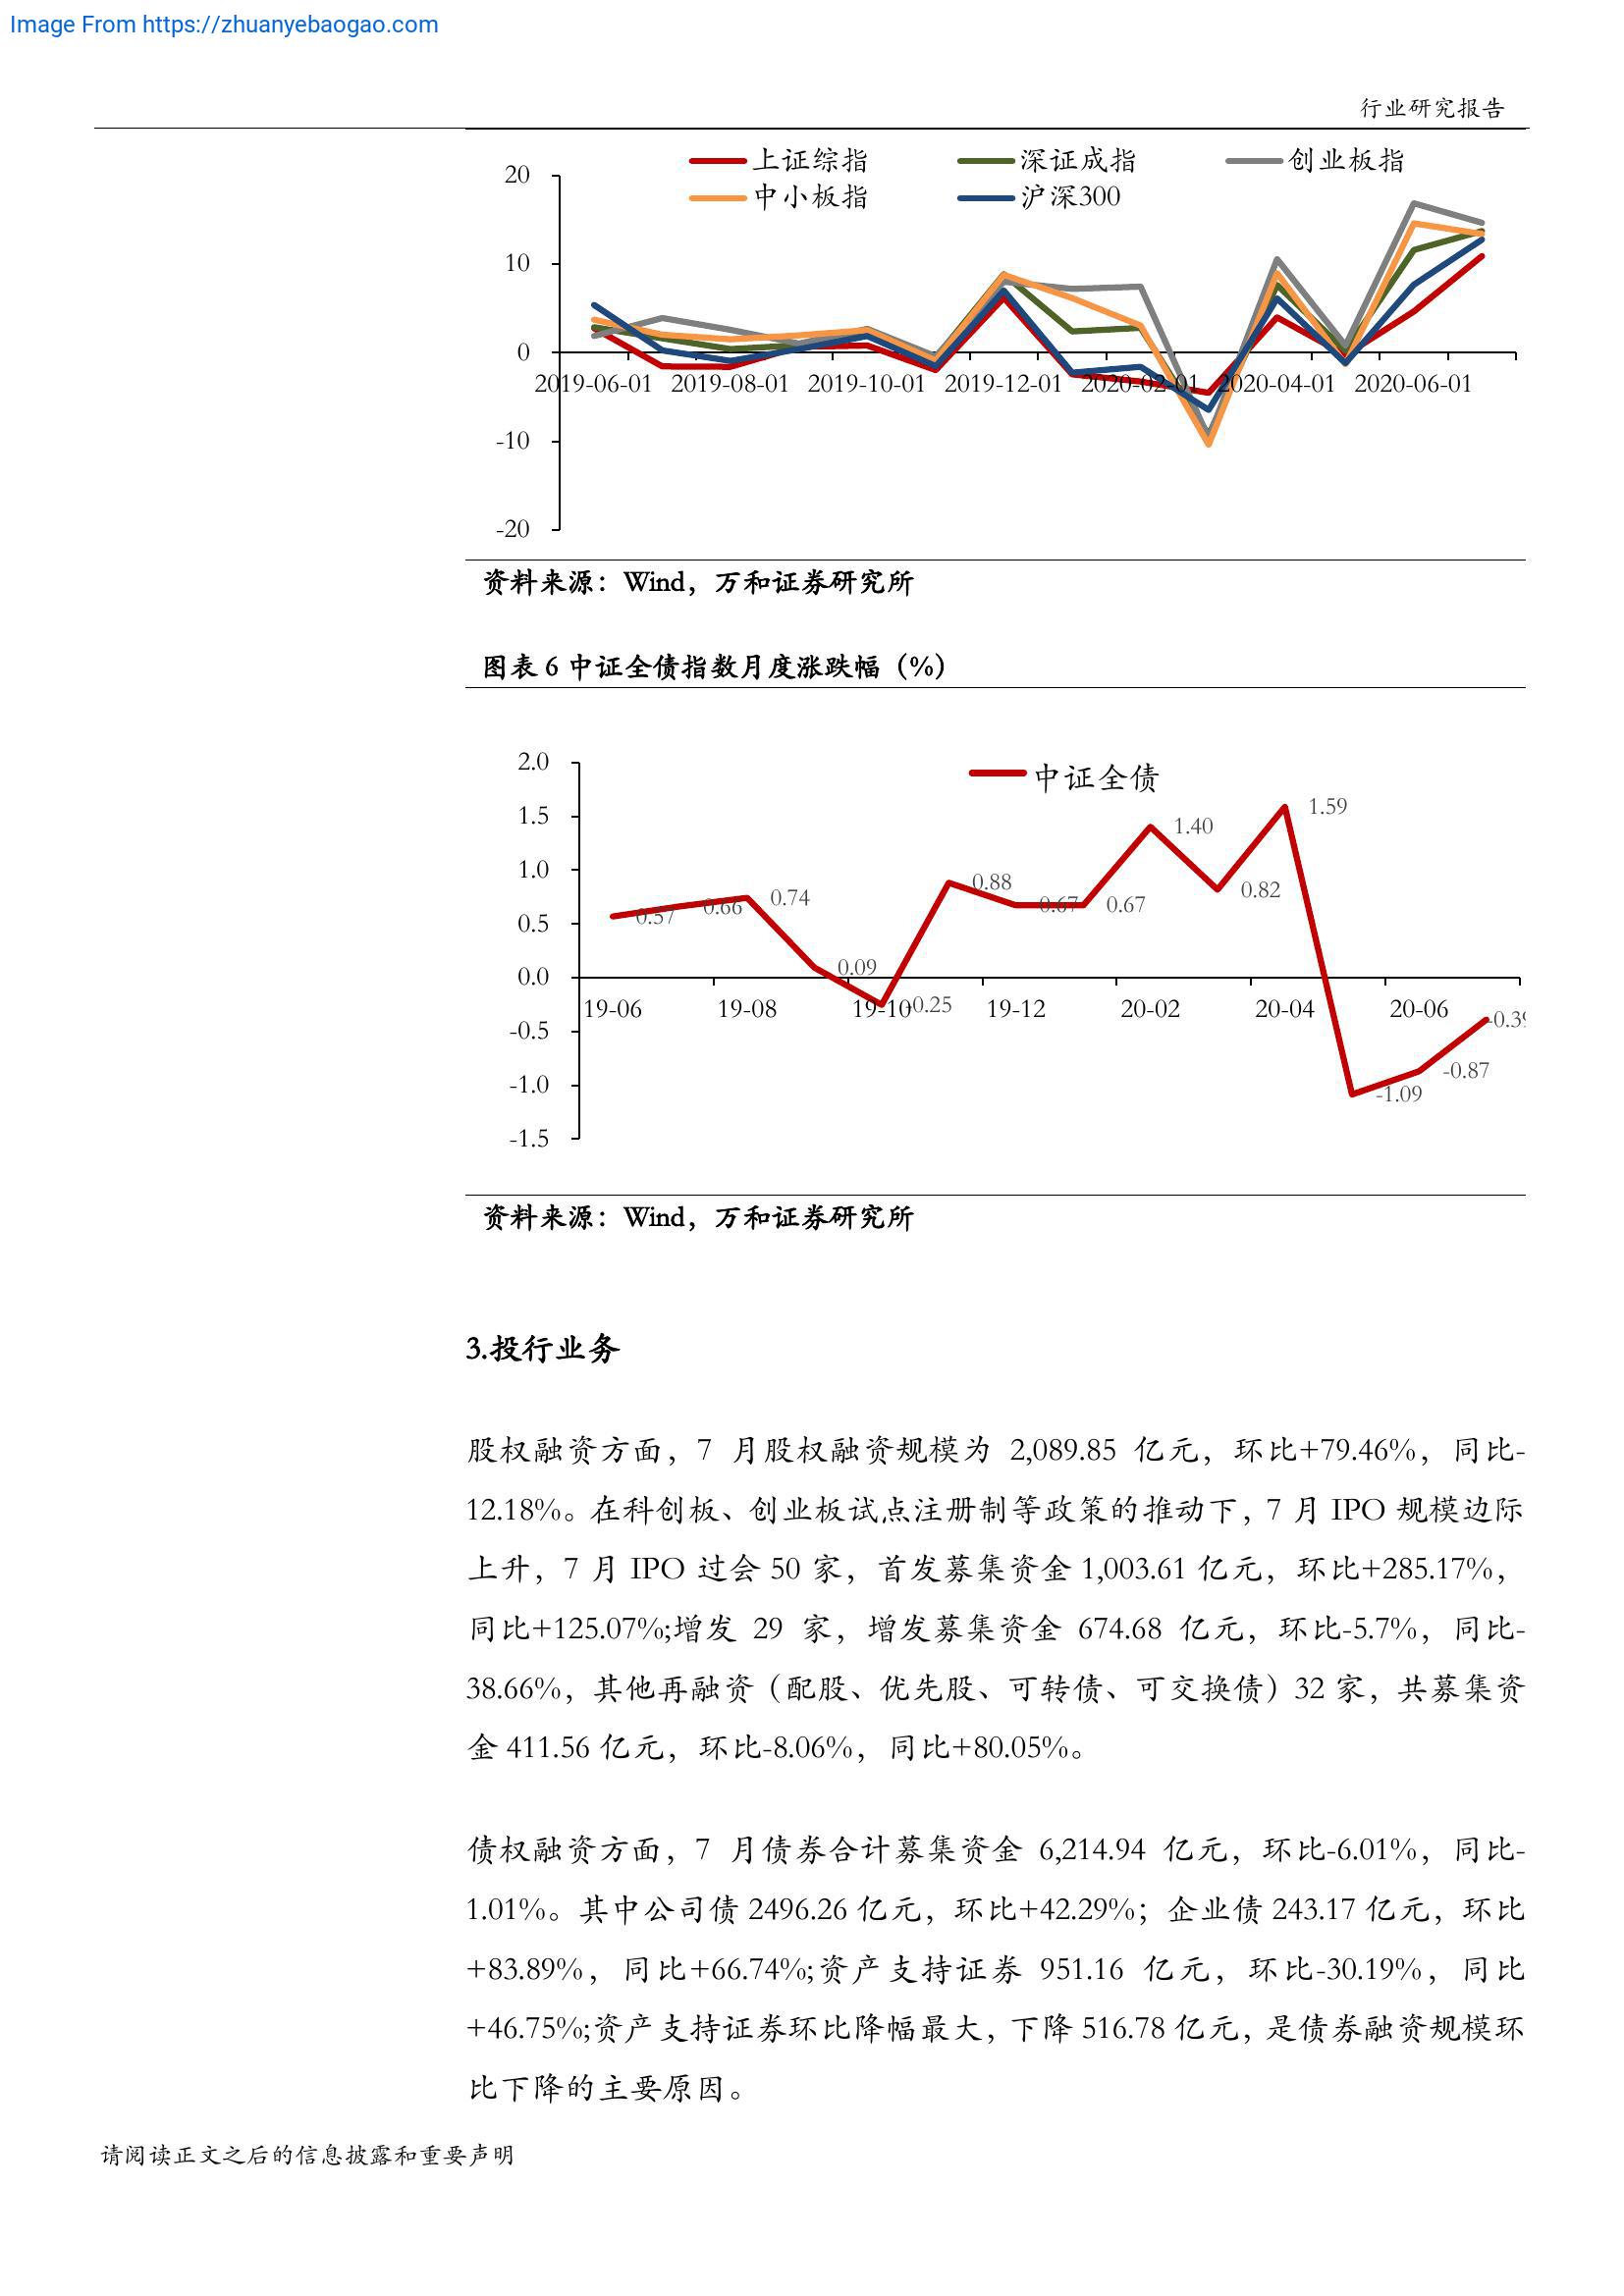 Image From https://zhuanyebaogao.com
行业研究报告
上证综指 深证成指 创业板指
中小板指 沪深300
20
10
0
-10
-20
2019-06-01 2019-08-01 2019-10-01 2019-12-01 2020-02-01 2020-04-01 2020-06-01
资料来源：Wind，万和证券研究所
图表 6 中证全债指数月度涨跌幅（%）
中证全债
2.0
1.5
1.0
0.5
0.0
-0.5
-1.0
-1.5
0.57 0.66 0.74 0.09 -0.25 0.88 0.67 0.67 1.40 0.82 1.59 -1.09 -0.87 -0.39
19-06 19-08 19-10 19-12 20-02 20-04 20-06
资料来源：Wind，万和证券研究所
3.投行业务
股权融资方面，7 月股权融资规模为 2,089.85 亿元，环比+79.46%，同比-
12.18%。在科创板、创业板试点注册制等政策的推动下，7 月 IPO 规模边际
上升，7 月 IPO 过会 50 家，首发募集资金 1,003.61 亿元，环比+285.17%，
同比+125.07%;增发 29 家，增发募集资金 674.68 亿元，环比-5.7%，同比-
38.66%，其他再融资（配股、优先股、可转债、可交换债）32 家，共募集资
金 411.56 亿元，环比-8.06%，同比+80.05%。
债权融资方面，7 月债券合计募集资金 6,214.94 亿元，环比-6.01%，同比-
1.01%。其中公司债 2496.26 亿元，环比+42.29%；企业债 243.17 亿元，环比
+83.89%，同比+66.74%;资产支持证券 951.16 亿元，环比-30.19%，同比
+46.75%;资产支持证券环比降幅最大，下降 516.78 亿元，是债券融资规模环
比下降的主要原因。
请阅读正文之后的信息披露和重要声明